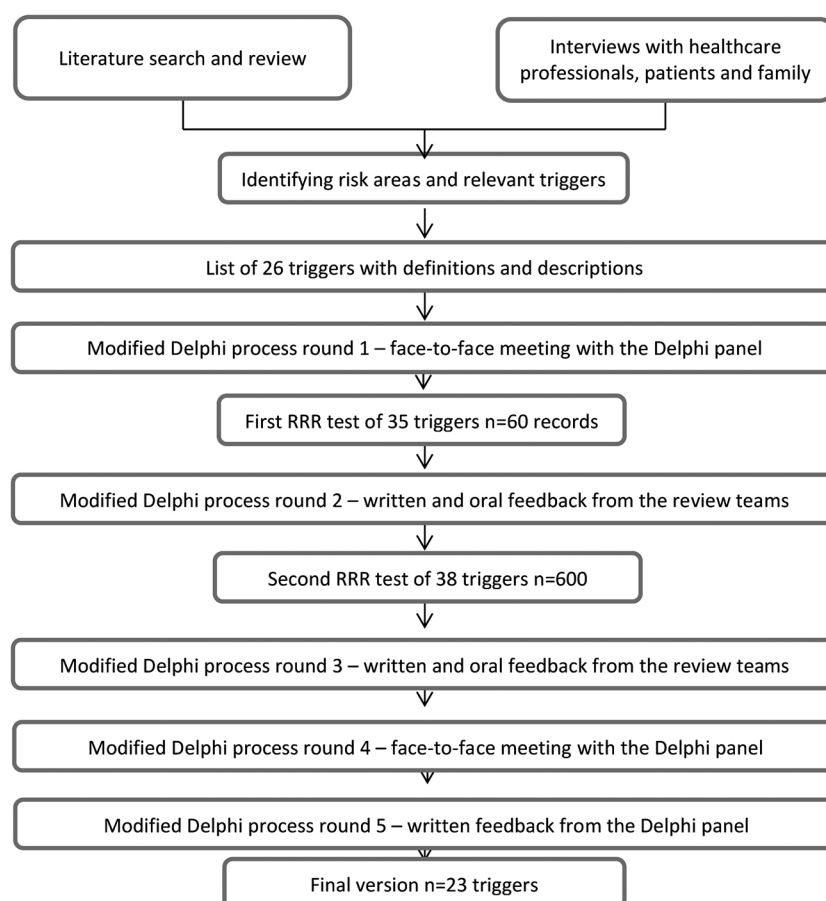 Literature search and review
Interviews with healthcare
professionals, patients and family
Identifying risk areas and relevant triggers
List of 26 triggers with definitions and descriptions
Modified Delphi process round 1 – face-to-face meeting with the Delphi panel
First RRR test of 35 triggers n=60 records
Modified Delphi process round 2 – written and oral feedback from the review teams
Second RRR test of 38 triggers n=600
Modified Delphi process round 3 – written and oral feedback from the review teams
Modified Delphi process round 4 – face-to-face meeting with the Delphi panel
Modified Delphi process round 5 – written feedback from the Delphi panel
Final version n=23 triggers